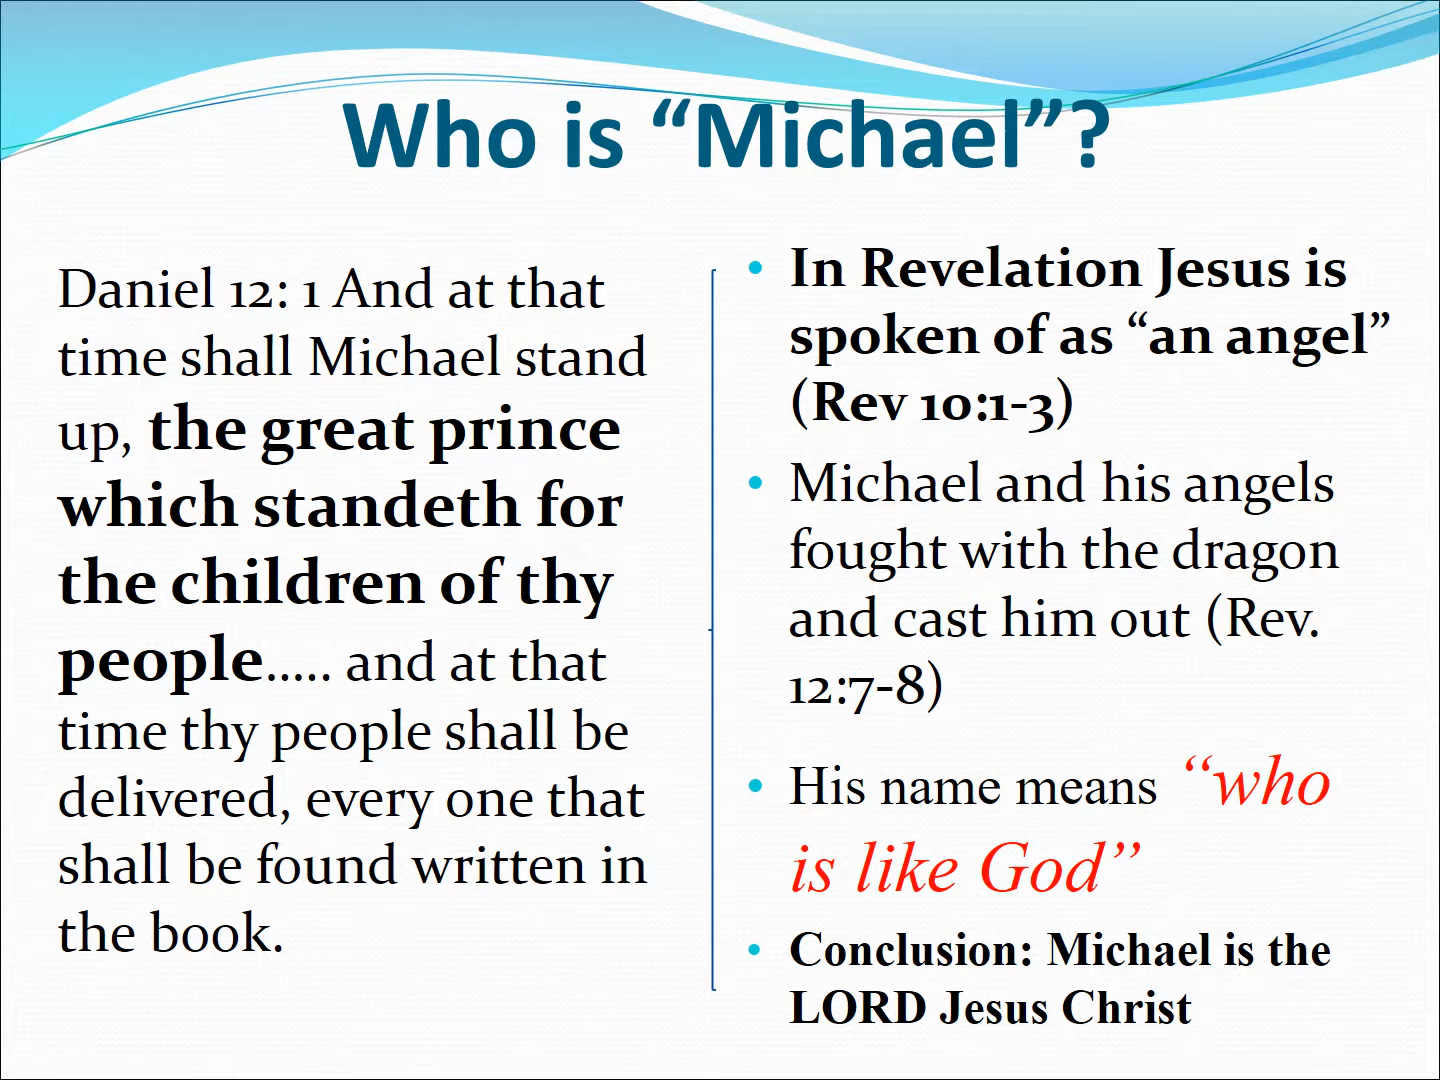 Who is “Michael”?
Daniel 12: 1 And at that
time shall Michael stand
up, the great prince
which standeth for
the children of thy
people..... and at that
time thy people shall be
delivered, every one that
shall be found written in
the book.
• In Revelation Jesus is
spoken of as “an angel”
(Rev 10:1-3)
• Michael and his angels
fought with the dragon
and cast him out (Rev.
12:7-8)
• His name means “who
is like God”
• Conclusion: Michael is the
LORD Jesus Christ